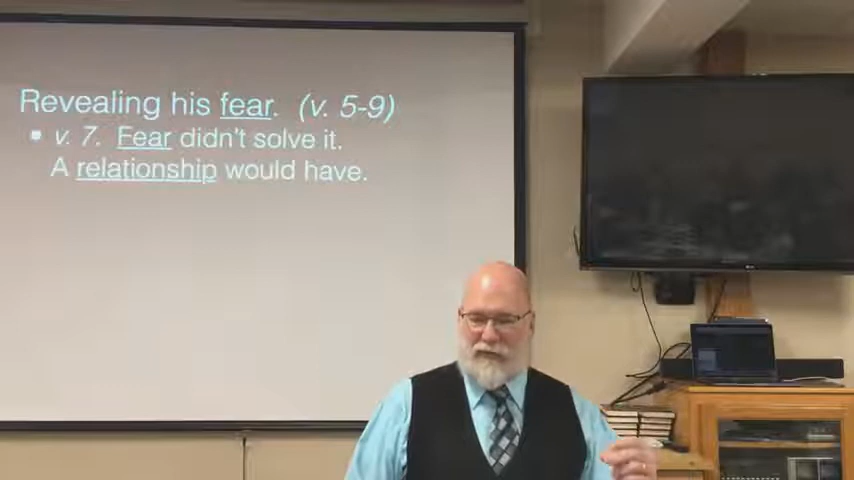 Revealing his fear. (v. 5-9)
▪ v. 7. Fear didn't solve it.
A relationship would have.